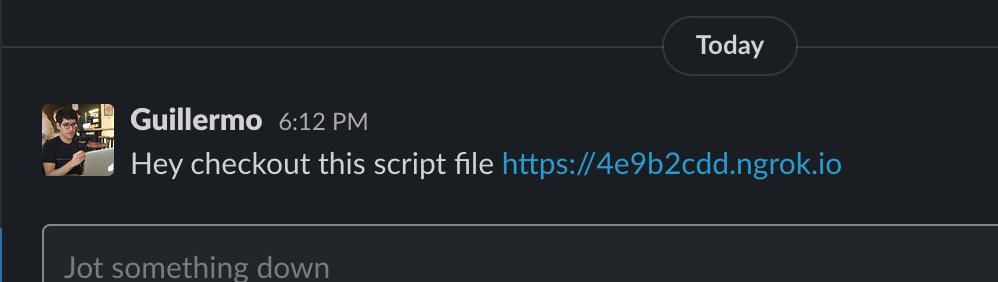 Today
Guillermo 6:12 PM
Hey checkout this script file https://4e9b2cdd.ngrok.io
Jot something down